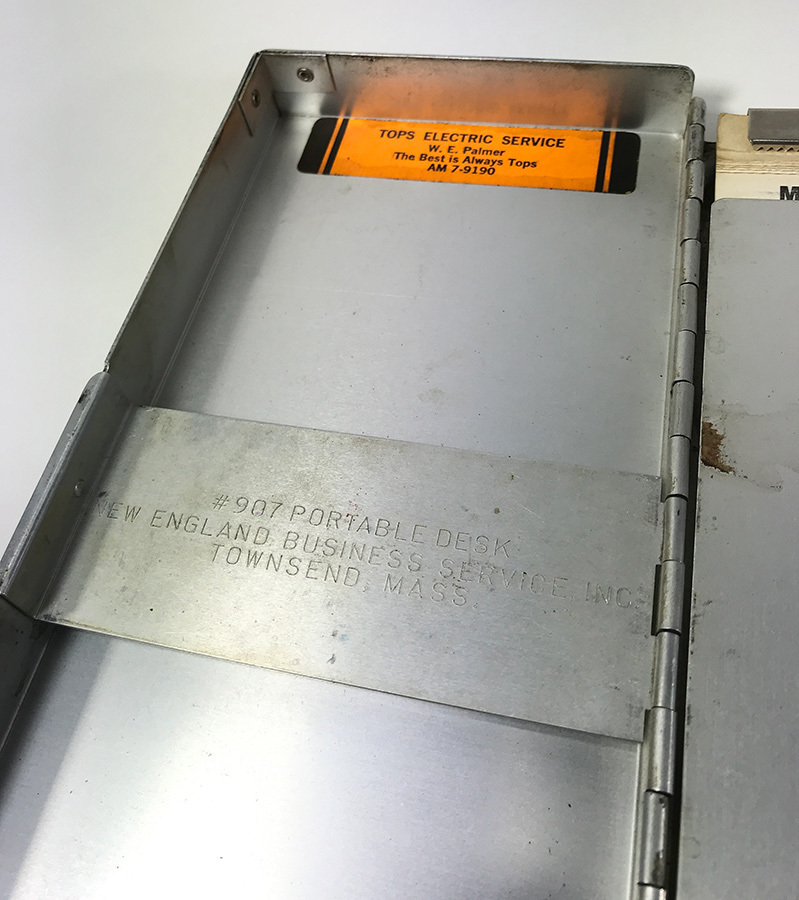 TOPS ELECTRIC SERVICE
W. E. Palmer
The Best is Always Tops
AM 7-9190
M
#907 PORTABLE DESK
NEW ENGLAND BUSINESS SERVICE, INC.
TOWNSEND, MASS.